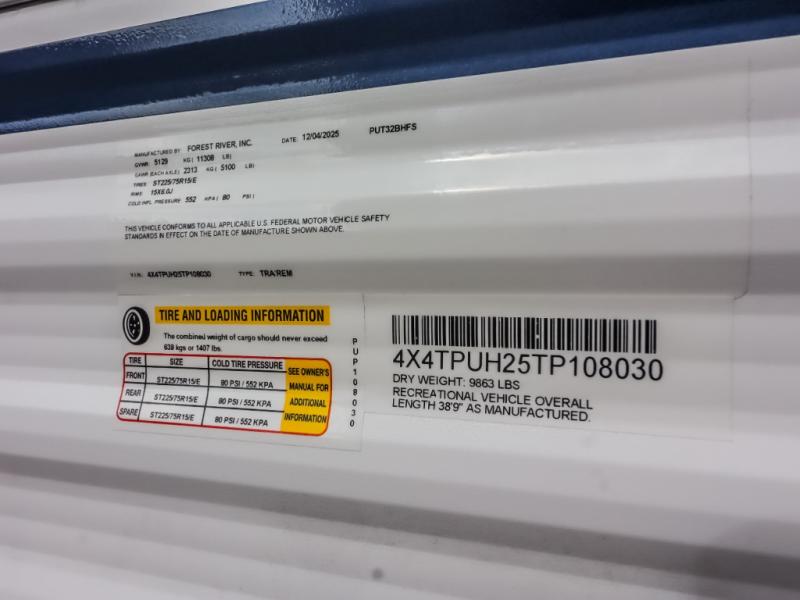 MANUFACTURED BY FOREST RIVER, INC. DATE: 12/04/2025 PUT32BHFS
GVWR 5129 KG ( 11308 LB)
GAWR (EACH AXLE) 2313 KG ( 5100 LB)
TIRES ST225/75R15/E
RIMS 15X6.0J
COLD INFL. PRESSURE 552 KPA ( 80 PSI )
THIS VEHICLE CONFORMS TO ALL APPLICABLE U.S. FEDERAL MOTOR VEHICLE SAFETY
STANDARDS IN EFFECT ON THE DATE OF MANUFACTURE SHOWN ABOVE.
V.I.N.: 4X4TPUH25TP108030 TYPE: TRA/REM
TIRE AND LOADING INFORMATION
The combined weight of cargo should never exceed
639 kgs or 1407 lbs.
TIRE SIZE COLD TIRE PRESSURE
FRONT ST225/75R15/E 80 PSI / 552 KPA
REAR ST225/75R15/E 80 PSI / 552 KPA
SPARE ST225/75R15/E 80 PSI / 552 KPA
SEE OWNER'S
MANUAL FOR
ADDITIONAL
INFORMATION
PUP108030
4X4TPUH25TP108030
DRY WEIGHT: 9863 LBS
RECREATIONAL VEHICLE OVERALL
LENGTH 38'9" AS MANUFACTURED.